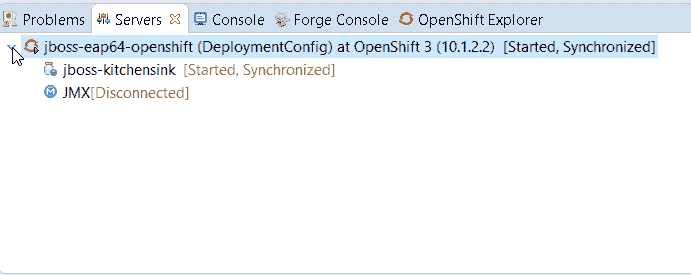 Problems Servers Console Forge Console OpenShift Explorer
jboss-eap64-openshift (DeploymentConfig) at OpenShift 3 (10.1.2.2) [Started, Synchronized]
jboss-kitchensink [Started, Synchronized]
JMX[Disconnected]